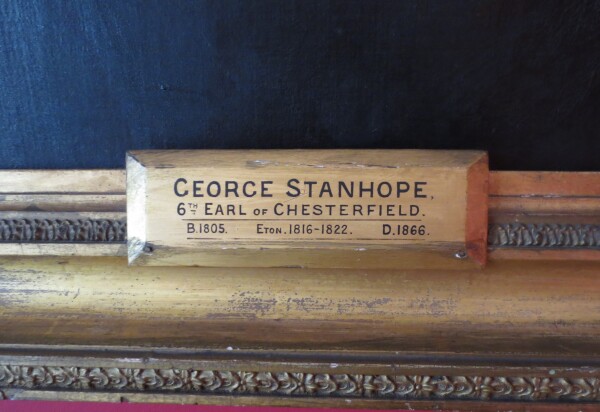 GEORGE STANHOPE,
6TH EARL OF CHESTERFIELD.
B.1805. ETON.1816-1822. D.1866.